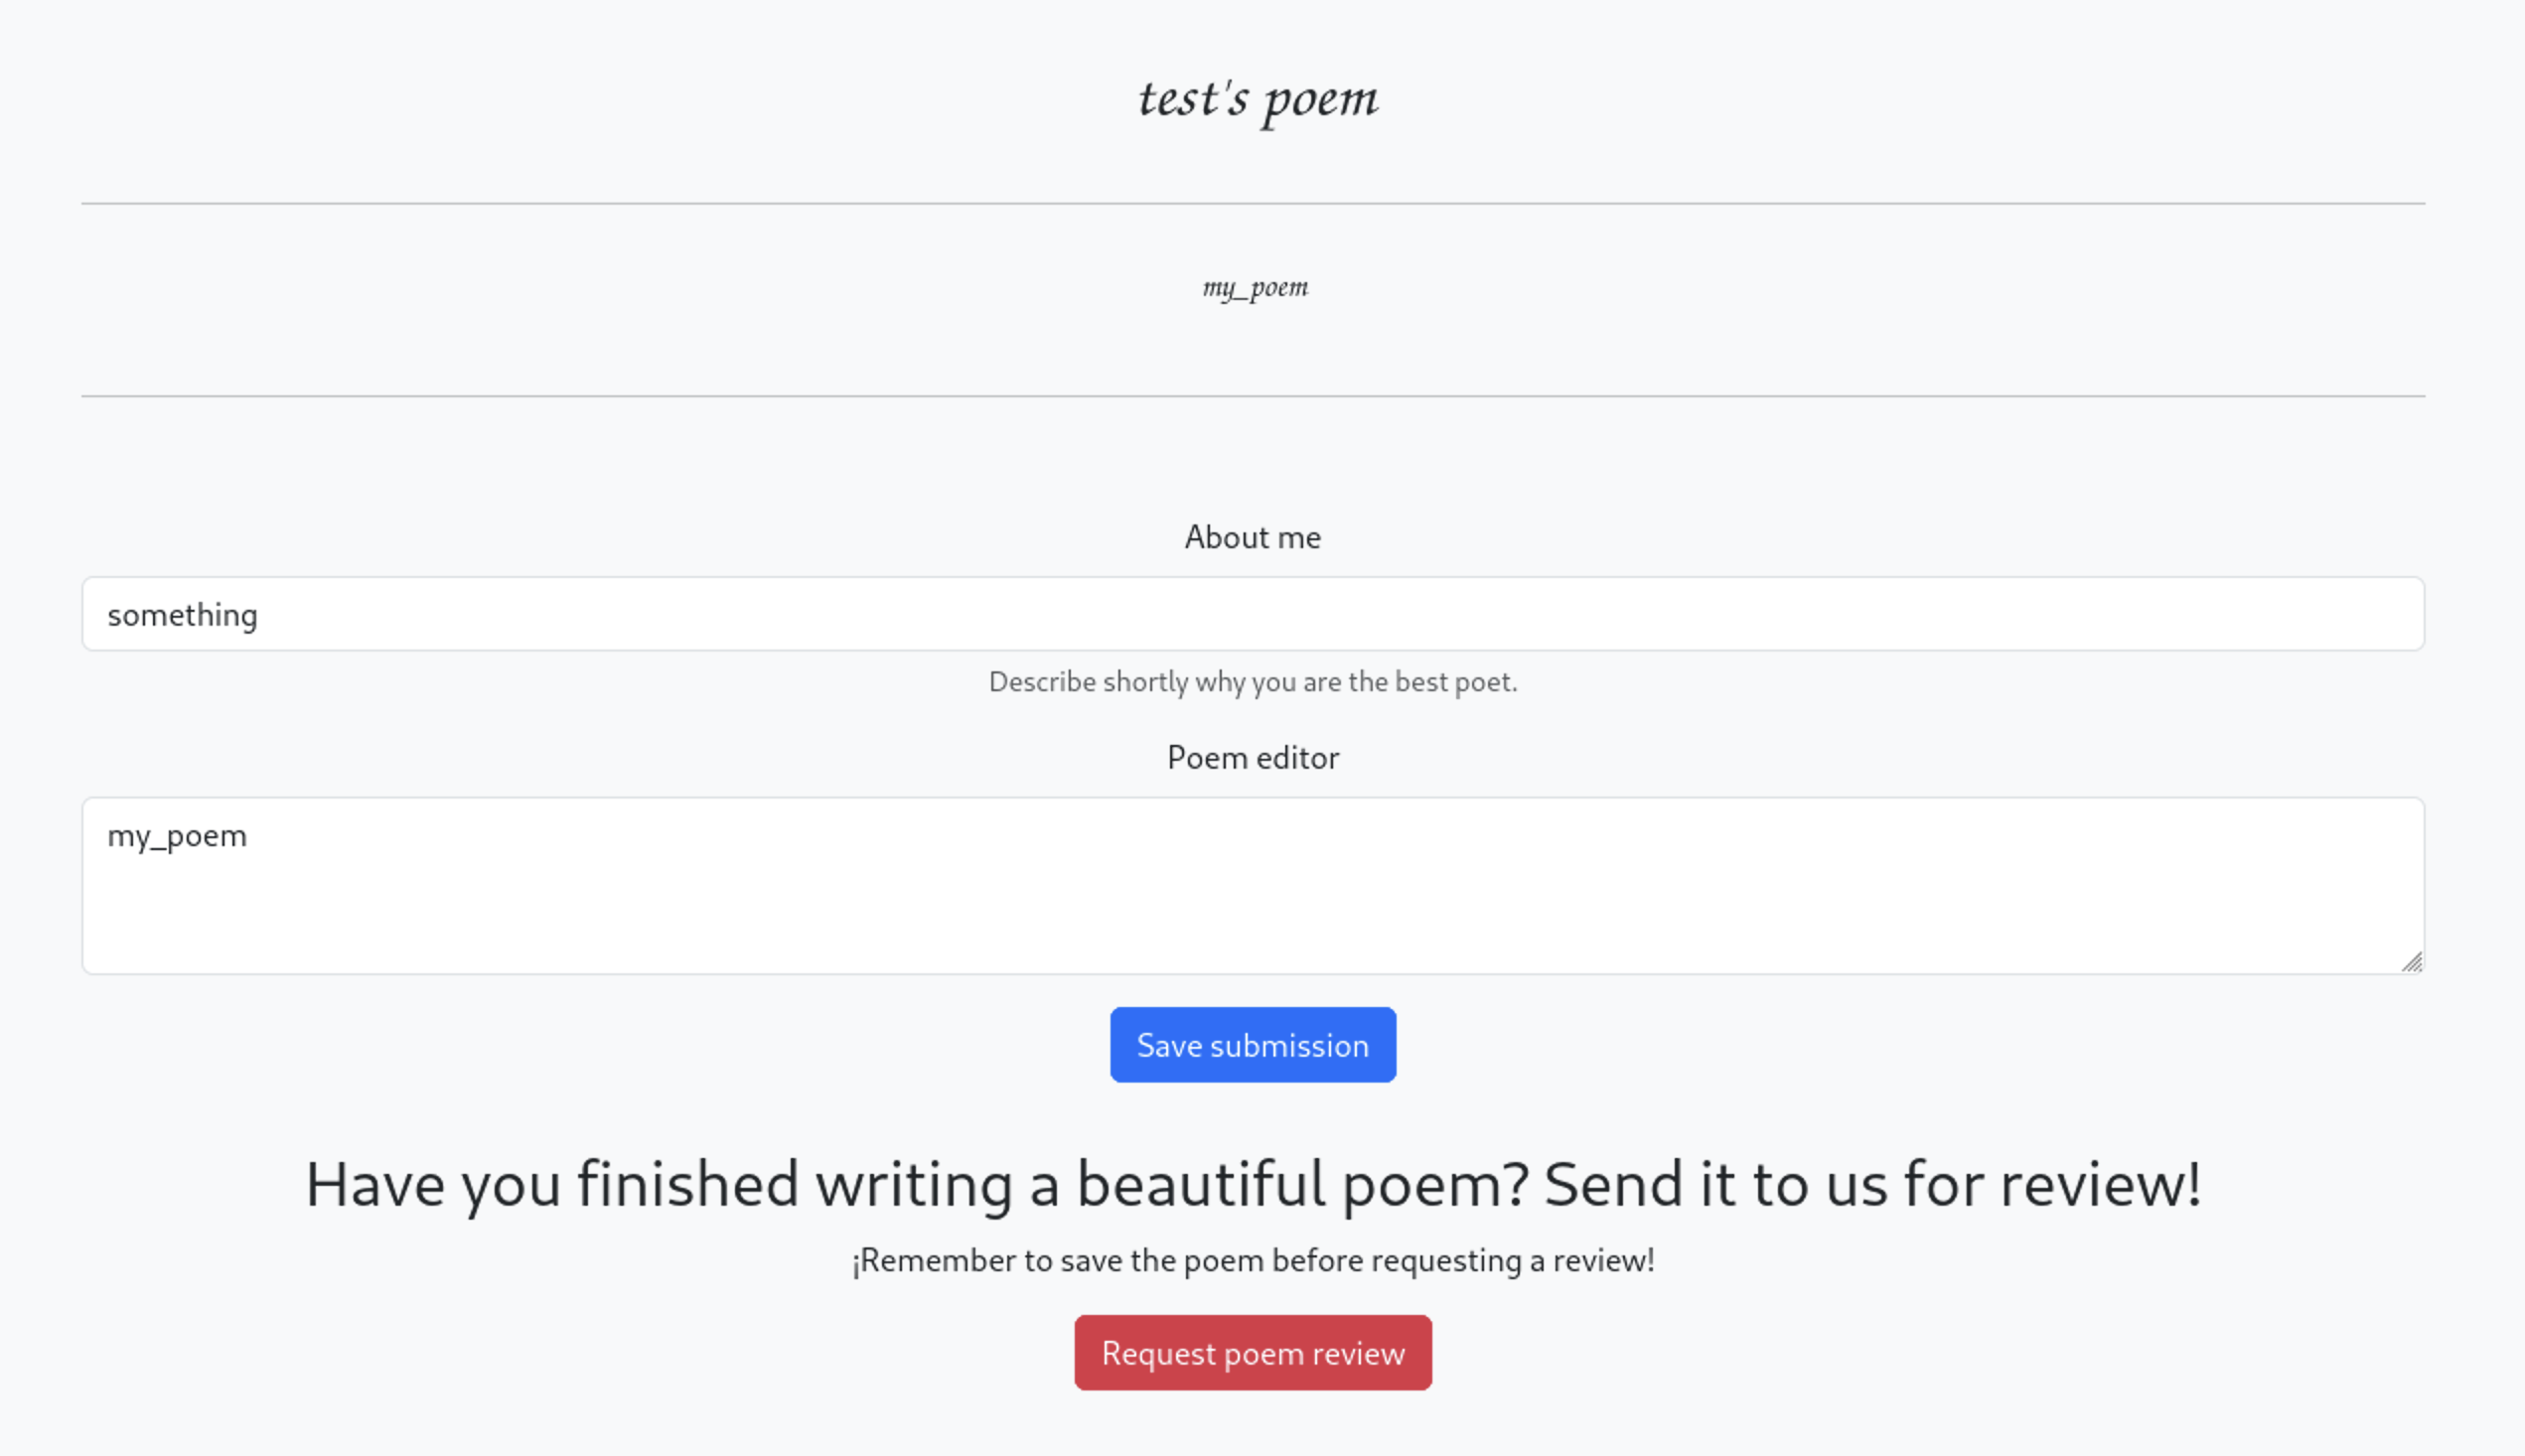 test's poem
my_poem
About me
something
Describe shortly why you are the best poet.
Poem editor
my_poem
Save submission
Have you finished writing a beautiful poem? Send it to us for review!
¡Remember to save the poem before requesting a review!
Request poem review